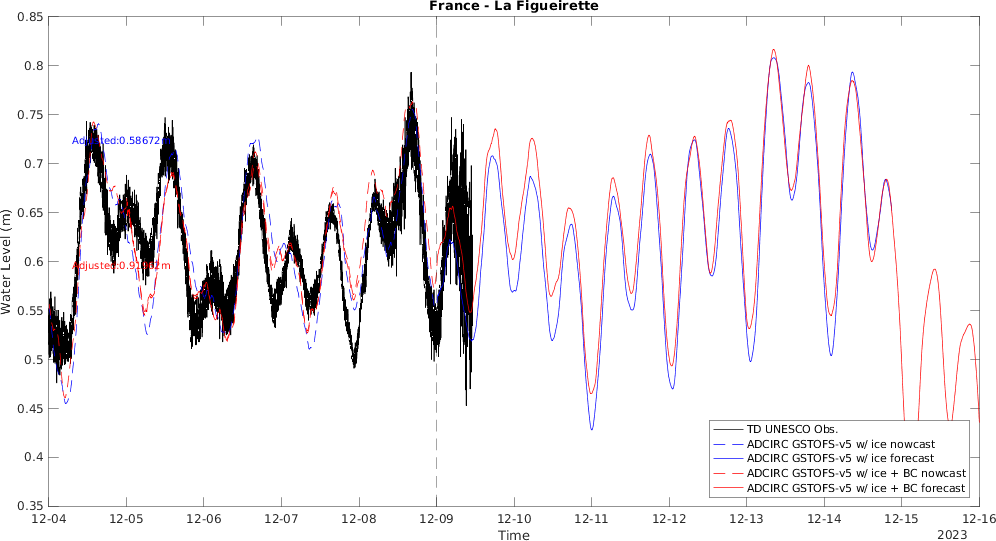 France - La Figueirette
0.85
0.8
0.75
0.7
0.65
0.6
0.55
0.5
0.45
0.4
0.35
Water Level (m)
Adjusted:0.58672m
TD UNESCO Obs.
ADCIRC GSTOFS-v5 w/ ice nowcast
ADCIRC GSTOFS-v5 w/ ice forecast
ADCIRC GSTOFS-v5 w/ ice + BC nowcast
ADCIRC GSTOFS-v5 w/ ice + BC forecast
12-04 12-05 12-06 12-07 12-08 12-09 12-10 12-11 12-12 12-13 12-14 12-15 12-16
Time
2023